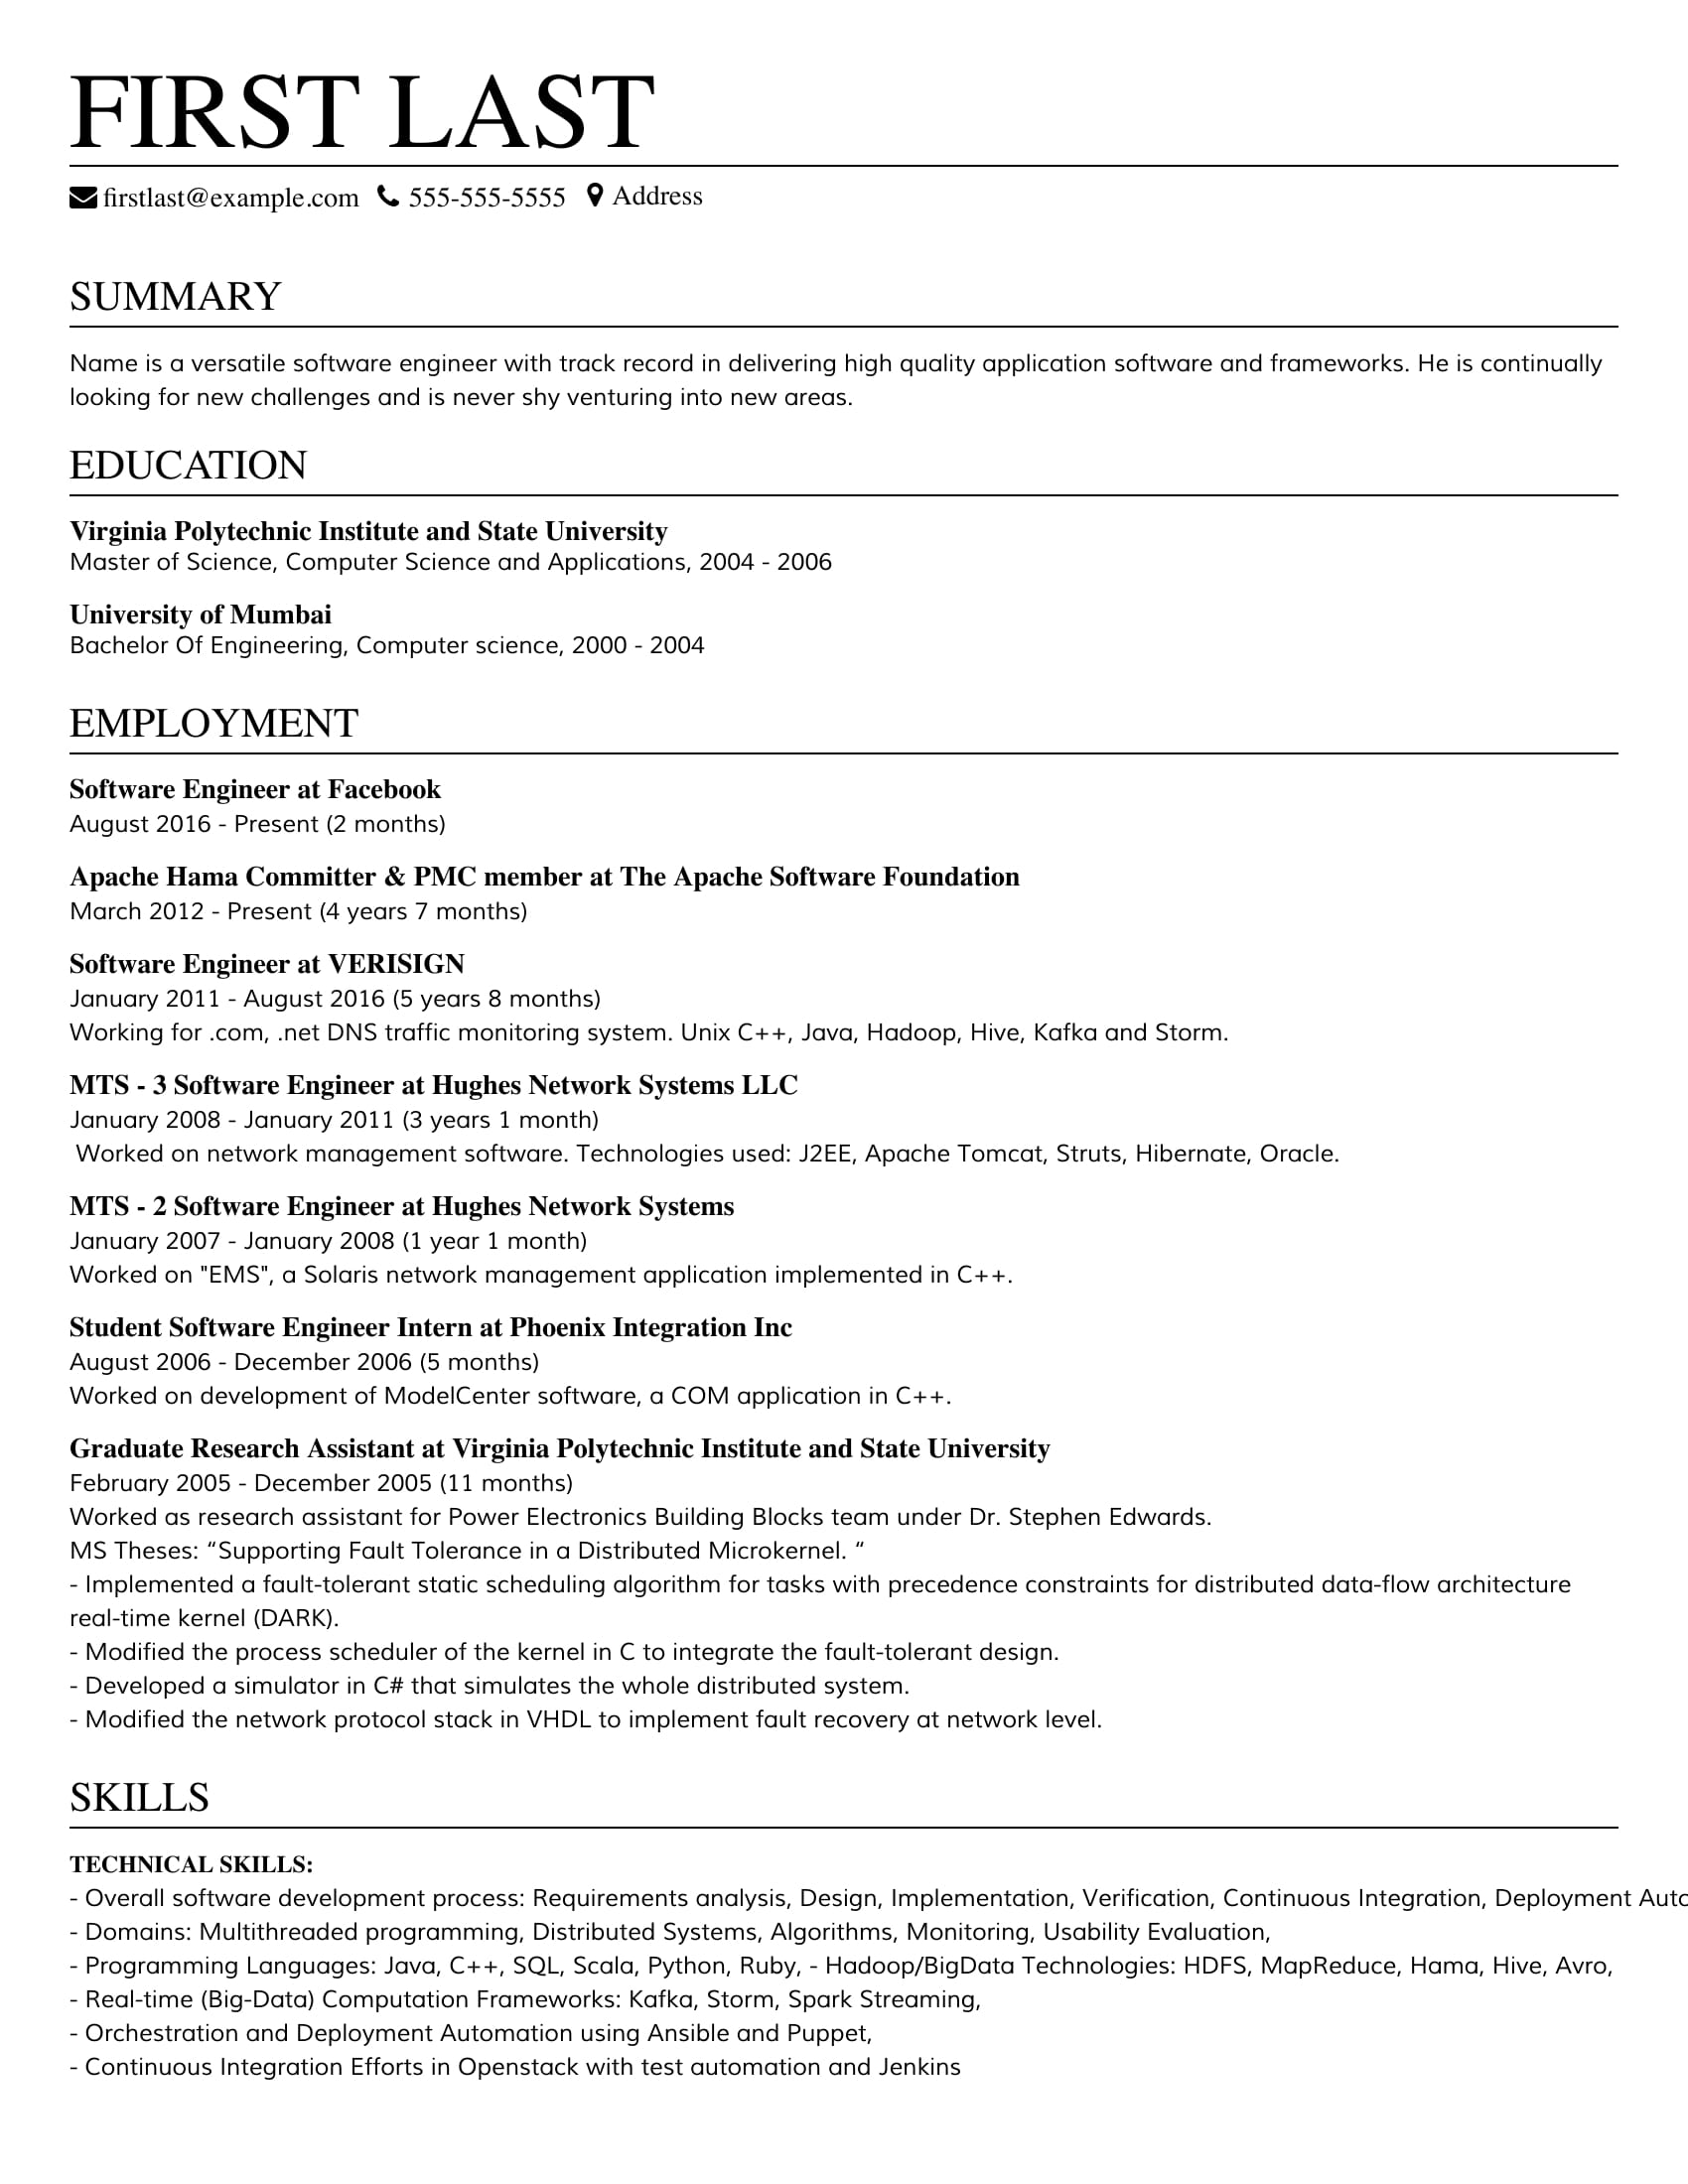 FIRST LAST
firstlast@example.com 555-555-5555 Address
SUMMARY
Name is a versatile software engineer with track record in delivering high quality application software and frameworks. He is continually
looking for new challenges and is never shy venturing into new areas.
EDUCATION
Virginia Polytechnic Institute and State University
Master of Science, Computer Science and Applications, 2004 - 2006
University of Mumbai
Bachelor Of Engineering, Computer science, 2000 - 2004
EMPLOYMENT
Software Engineer at Facebook
August 2016 - Present (2 months)
Apache Hama Committer & PMC member at The Apache Software Foundation
March 2012 - Present (4 years 7 months)
Software Engineer at VERISIGN
January 2011 - August 2016 (5 years 8 months)
Working for .com, .net DNS traffic monitoring system. Unix C++, Java, Hadoop, Hive, Kafka and Storm.
MTS - 3 Software Engineer at Hughes Network Systems LLC
January 2008 - January 2011 (3 years 1 month)
Worked on network management software. Technologies used: J2EE, Apache Tomcat, Struts, Hibernate, Oracle.
MTS - 2 Software Engineer at Hughes Network Systems
January 2007 - January 2008 (1 year 1 month)
Worked on "EMS", a Solaris network management application implemented in C++.
Student Software Engineer Intern at Phoenix Integration Inc
August 2006 - December 2006 (5 months)
Worked on development of ModelCenter software, a COM application in C++.
Graduate Research Assistant at Virginia Polytechnic Institute and State University
February 2005 - December 2005 (11 months)
Worked as research assistant for Power Electronics Building Blocks team under Dr. Stephen Edwards.
MS Theses: “Supporting Fault Tolerance in a Distributed Microkernel. “
- Implemented a fault-tolerant static scheduling algorithm for tasks with precedence constraints for distributed data-flow architecture
real-time kernel (DARK).
- Modified the process scheduler of the kernel in C to integrate the fault-tolerant design.
- Developed a simulator in C# that simulates the whole distributed system.
- Modified the network protocol stack in VHDL to implement fault recovery at network level.
SKILLS
TECHNICAL SKILLS:
- Overall software development process: Requirements analysis, Design, Implementation, Verification, Continuous Integration, Deployment Auto
- Domains: Multithreaded programming, Distributed Systems, Algorithms, Monitoring, Usability Evaluation,
- Programming Languages: Java, C++, SQL, Scala, Python, Ruby, - Hadoop/BigData Technologies: HDFS, MapReduce, Hama, Hive, Avro,
- Real-time (Big-Data) Computation Frameworks: Kafka, Storm, Spark Streaming,
- Orchestration and Deployment Automation using Ansible and Puppet,
- Continuous Integration Efforts in Openstack with test automation and Jenkins